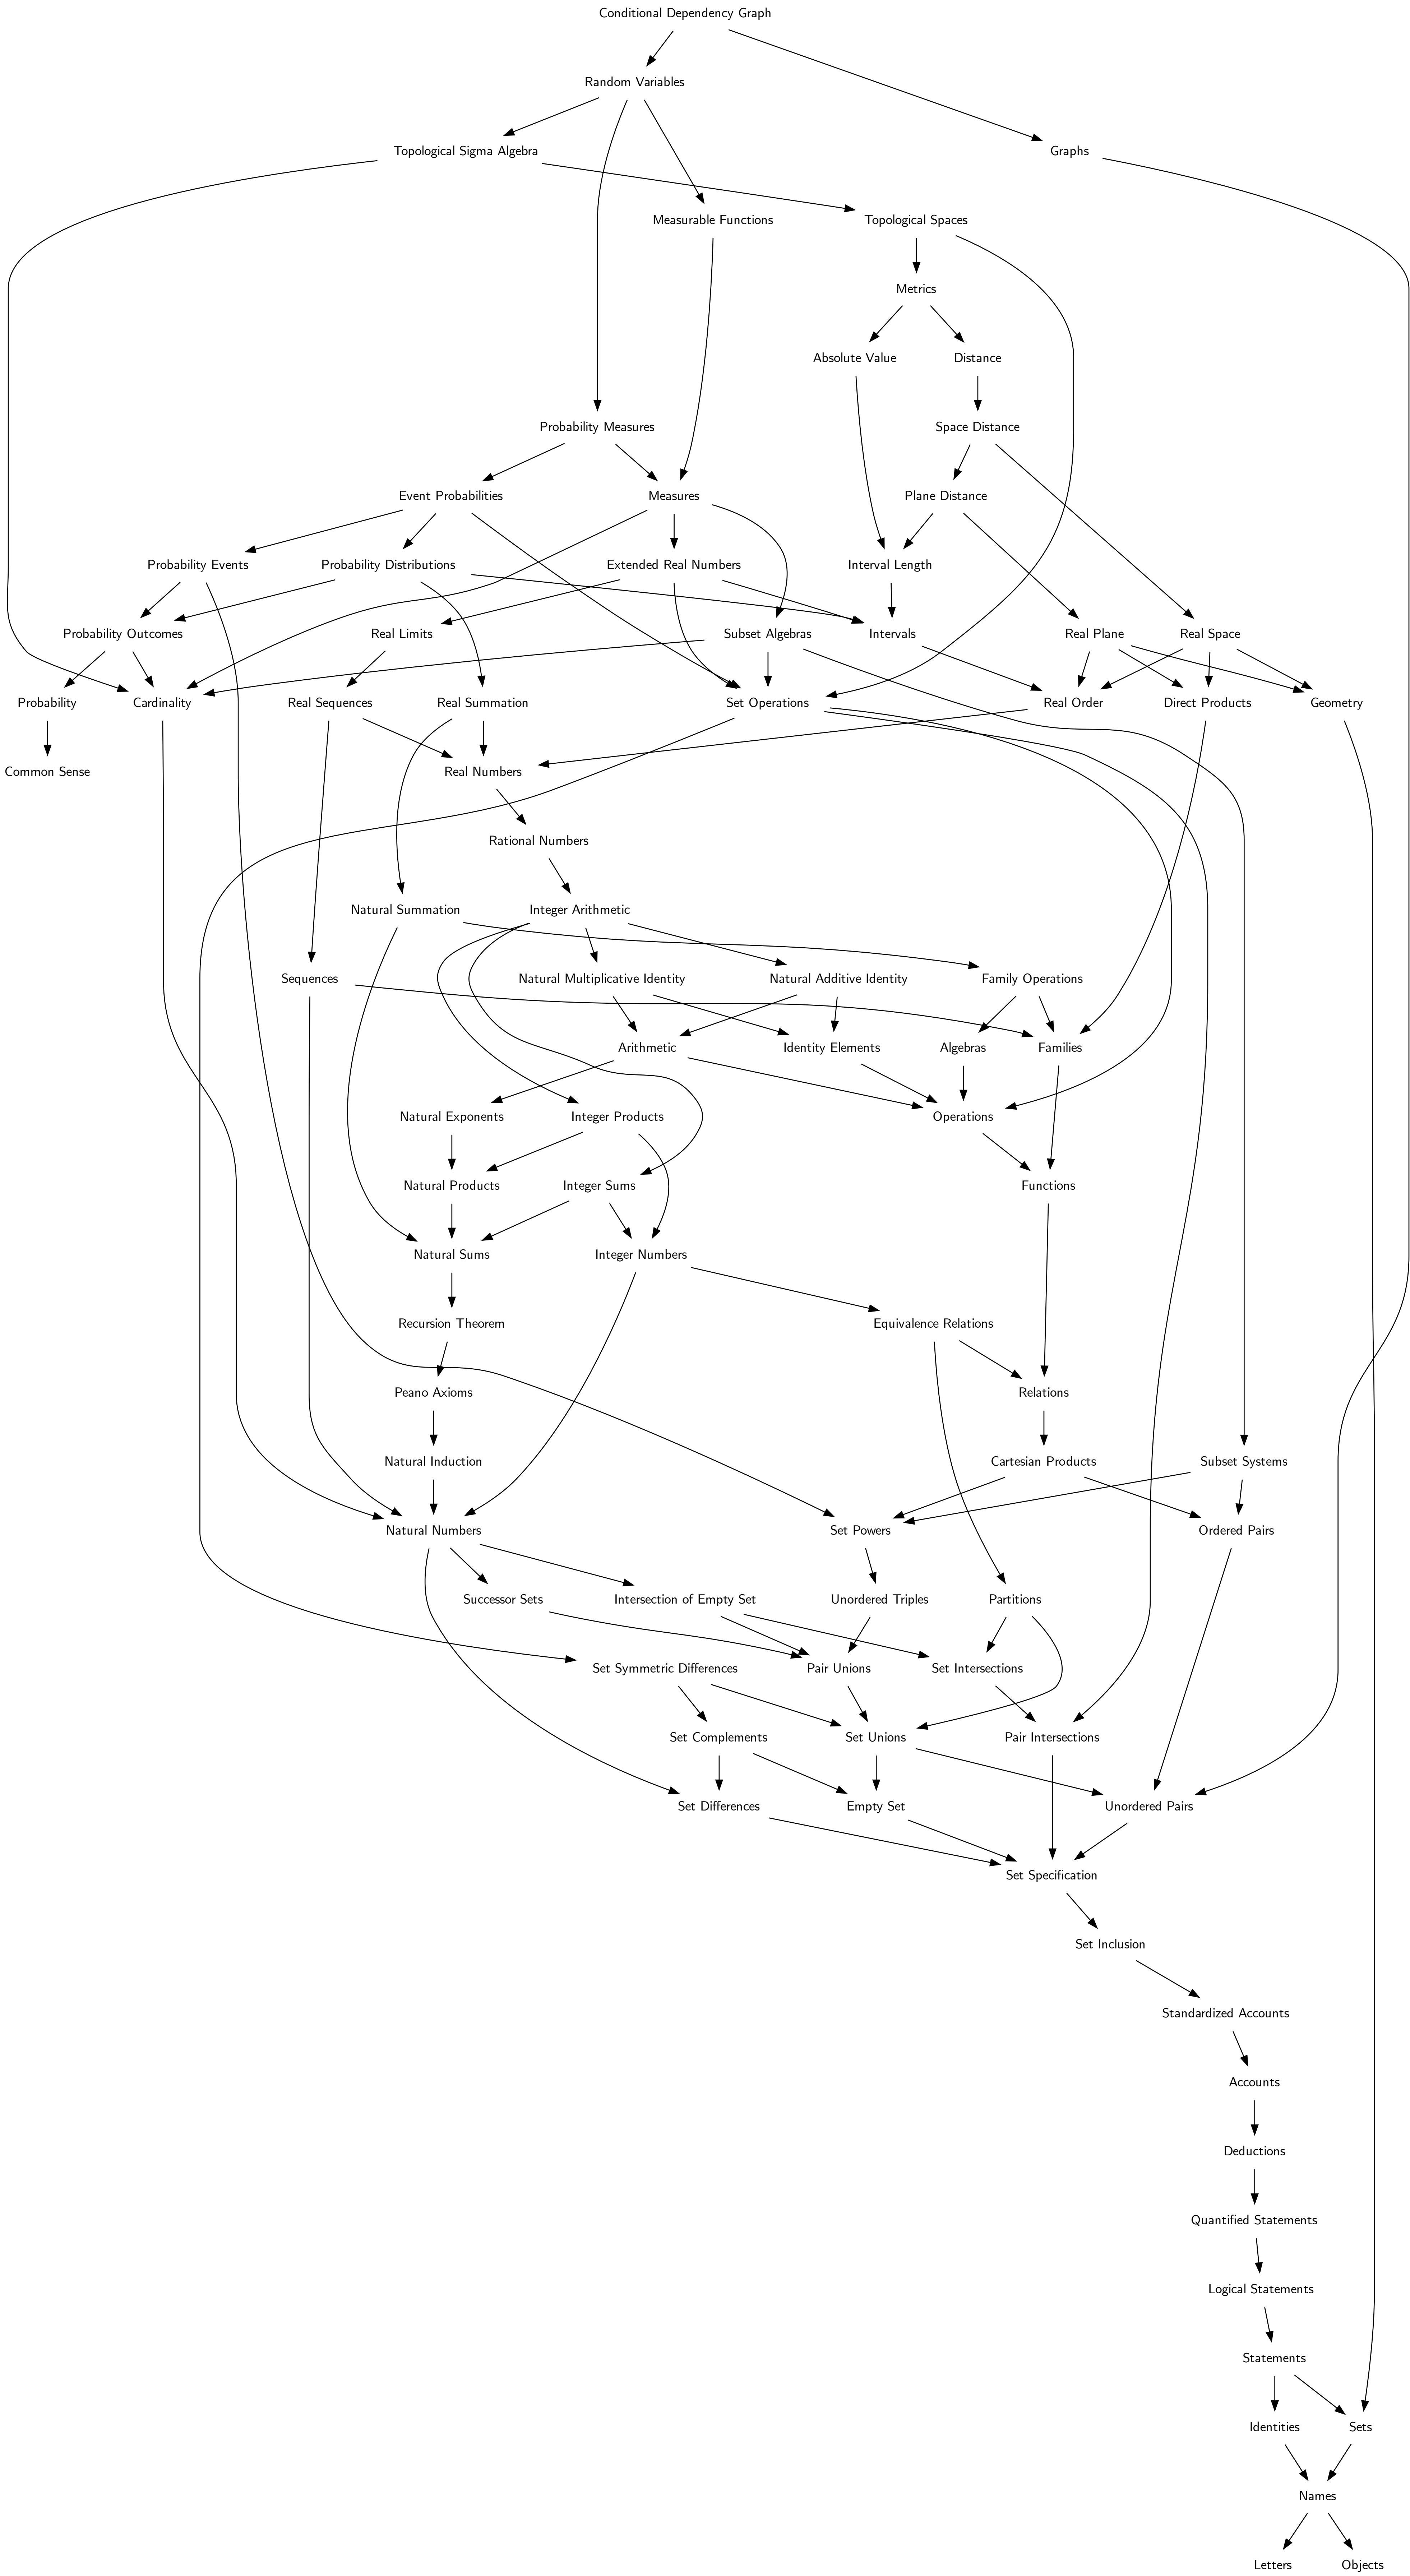 Conditional Dependency Graph
Random Variables
Topological Sigma Algebra
Graphs
Measurable Functions
Topological Spaces
Metrics
Absolute Value
Distance
Probability Measures
Space Distance
Event Probabilities
Measures
Plane Distance
Probability Events
Probability Distributions
Extended Real Numbers
Interval Length
Probability Outcomes
Real Limits
Subset Algebras
Intervals
Real Plane
Real Space
Probability
Cardinality
Real Sequences
Real Summation
Set Operations
Real Order
Direct Products
Geometry
Common Sense
Real Numbers
Rational Numbers
Natural Summation
Integer Arithmetic
Sequences
Natural Multiplicative Identity
Natural Additive Identity
Family Operations
Arithmetic
Identity Elements
Algebras
Families
Natural Exponents
Integer Products
Operations
Natural Products
Integer Sums
Functions
Natural Sums
Integer Numbers
Recursion Theorem
Equivalence Relations
Peano Axioms
Relations
Natural Induction
Cartesian Products
Subset Systems
Natural Numbers
Set Powers
Ordered Pairs
Successor Sets
Intersection of Empty Set
Unordered Triples
Partitions
Set Symmetric Differences
Pair Unions
Set Intersections
Set Complements
Set Unions
Pair Intersections
Set Differences
Empty Set
Unordered Pairs
Set Specification
Set Inclusion
Standardized Accounts
Accounts
Deductions
Quantified Statements
Logical Statements
Statements
Identities
Sets
Names
Letters
Objects